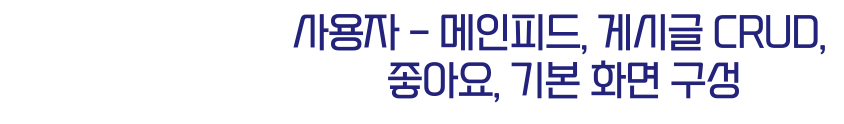 사용자 - 메인피드, 게시글 CRUD,
좋아요, 기본 화면 구성